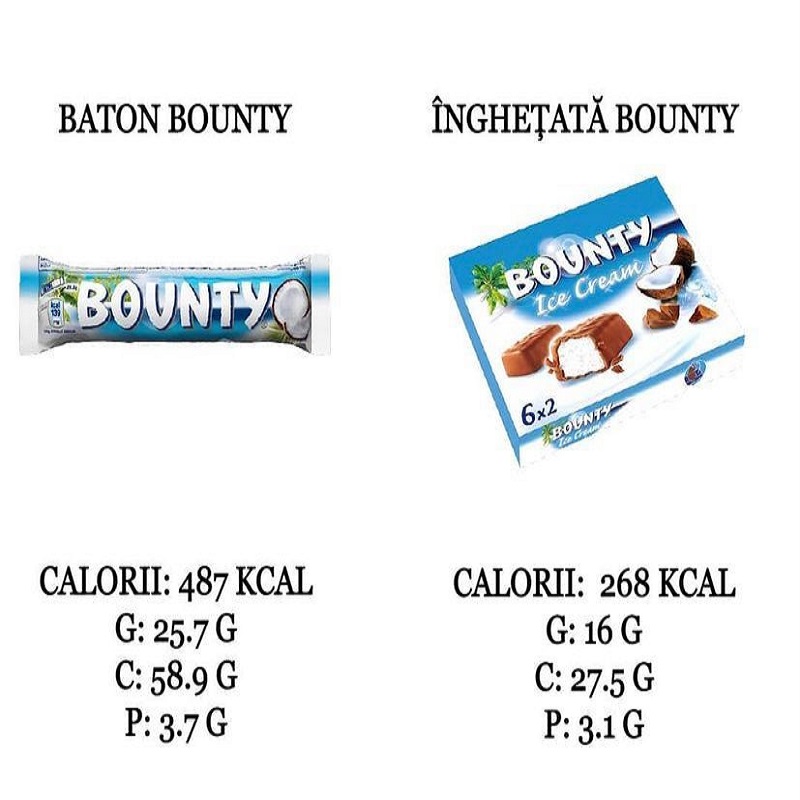 BATON BOUNTY
ÎNGHEŢATĂ BOUNTY
BOUNTY
kcal
139
BOUNTY
Ice Cream
6x2
BOUNTY
Ice Cream
CALORII: 487 KCAL
G: 25.7 G
C: 58.9 G
P: 3.7 G
CALORII: 268 KCAL
G: 16 G
C: 27.5 G
P: 3.1 G